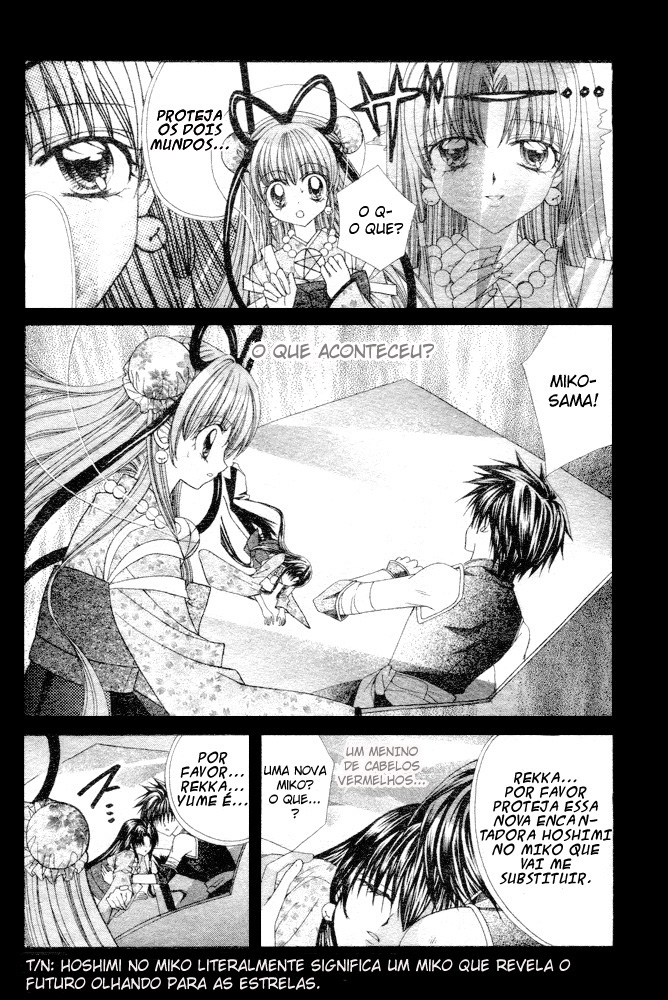 O Q-
O QUE?
PROTEJA
OS DOIS
MUNDOS...
MIKO-
SAMA!
O QUE ACONTECEU?
REKKA...
POR FAVOR
PROTEJA ESSA
NOVA ENCAN-
TADORA HOSHIMI
NO MIKO QUE
VAI ME
SUBSTITUIR.
UM MENINO
DE CABELOS
VERMELHOS...
UMA NOVA
MIKO?
O QUE...
?
POR
FAVOR...
REKKA...
YUME É...
T/N: HOSHIMI NO MIKO LITERALMENTE SIGNIFICA UM MIKO QUE REVELA O
FUTURO OLHANDO PARA AS ESTRELAS.